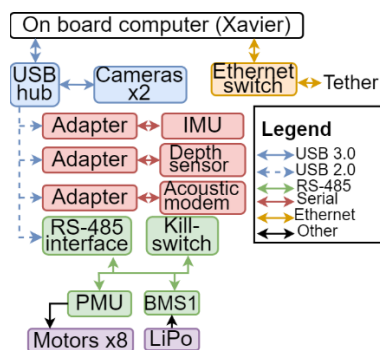 On board computer (Xavier)
USB
hub
Cameras
x2
Ethernet
switch
Tether
Adapter
IMU
Adapter
Depth
sensor
Adapter
Acoustic
modem
RS-485
interface
Kill-
switch
PMU
BMS1
Motors x8
LiPo
Legend
USB 3.0
USB 2.0
RS-485
Serial
Ethernet
Other